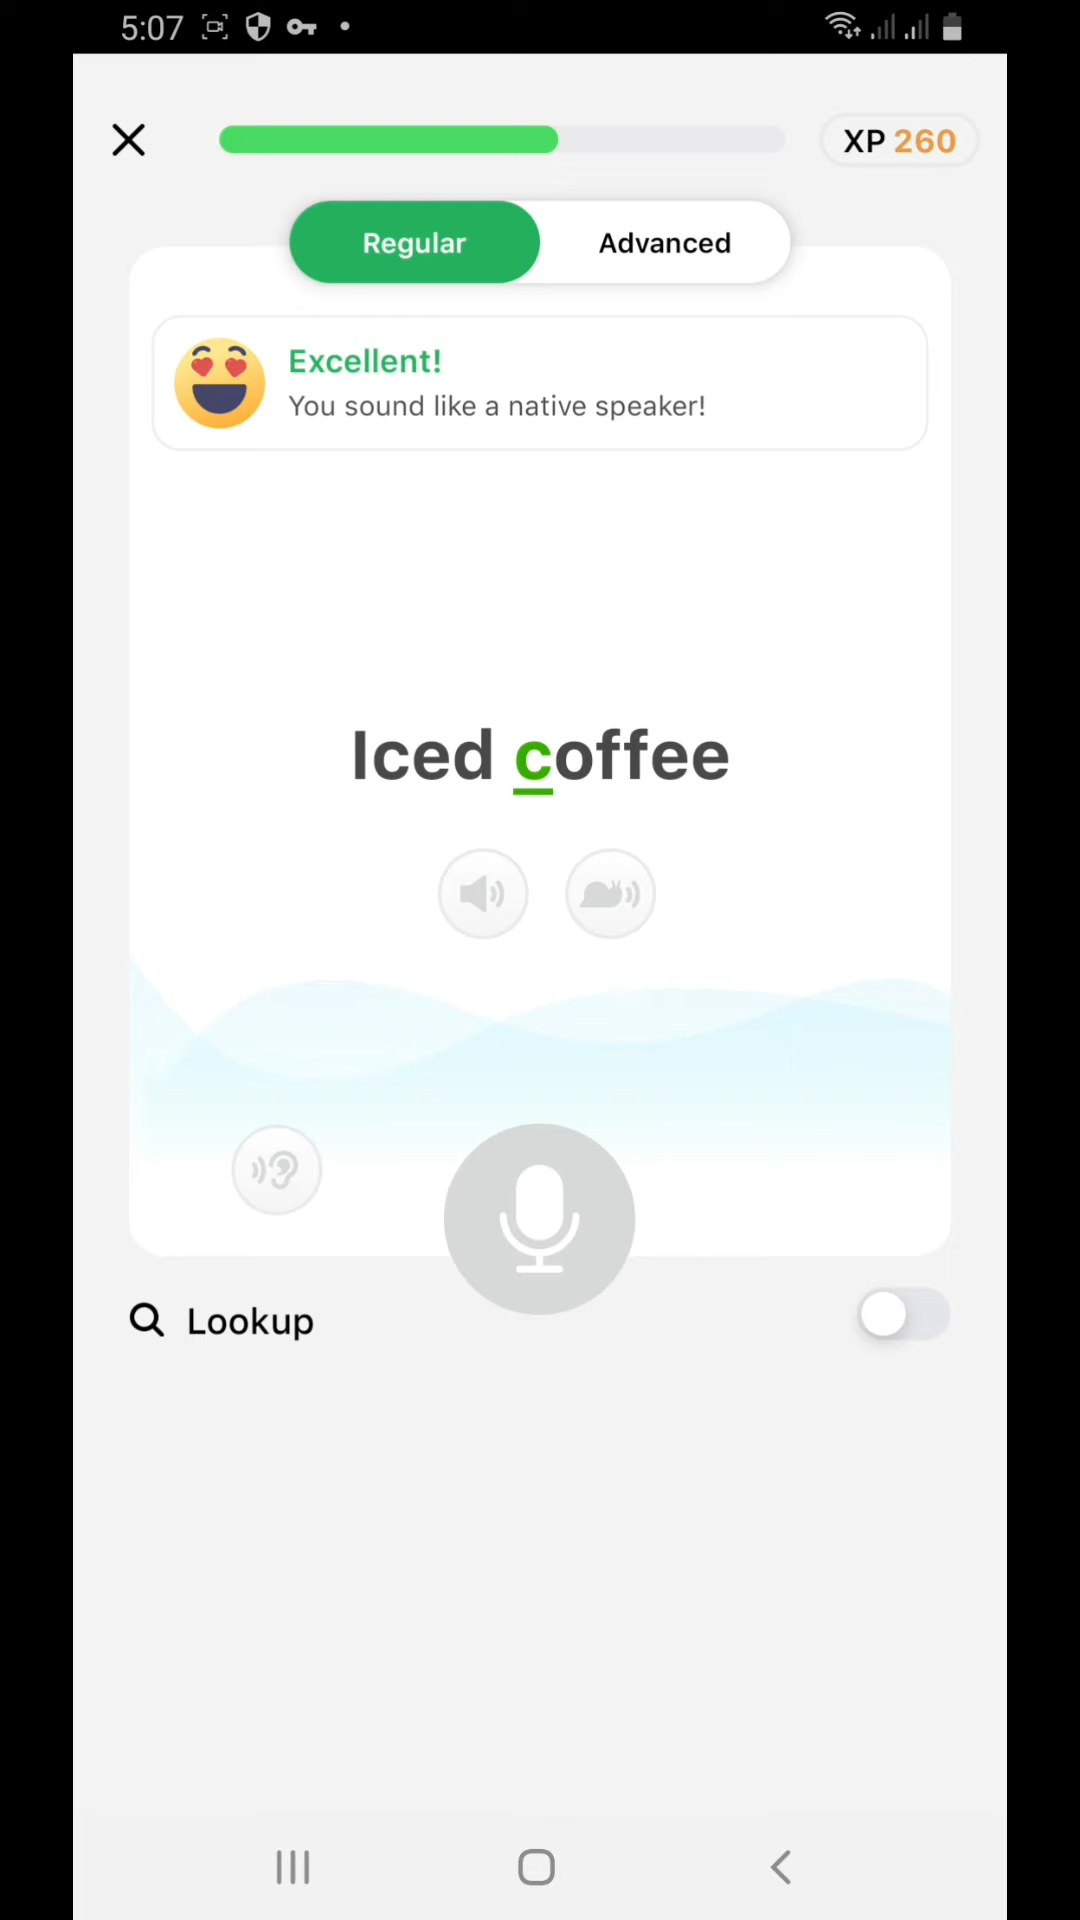 5:07
XP 260
Regular Advanced
Excellent!
You sound like a native speaker!
Iced coffee
Lookup